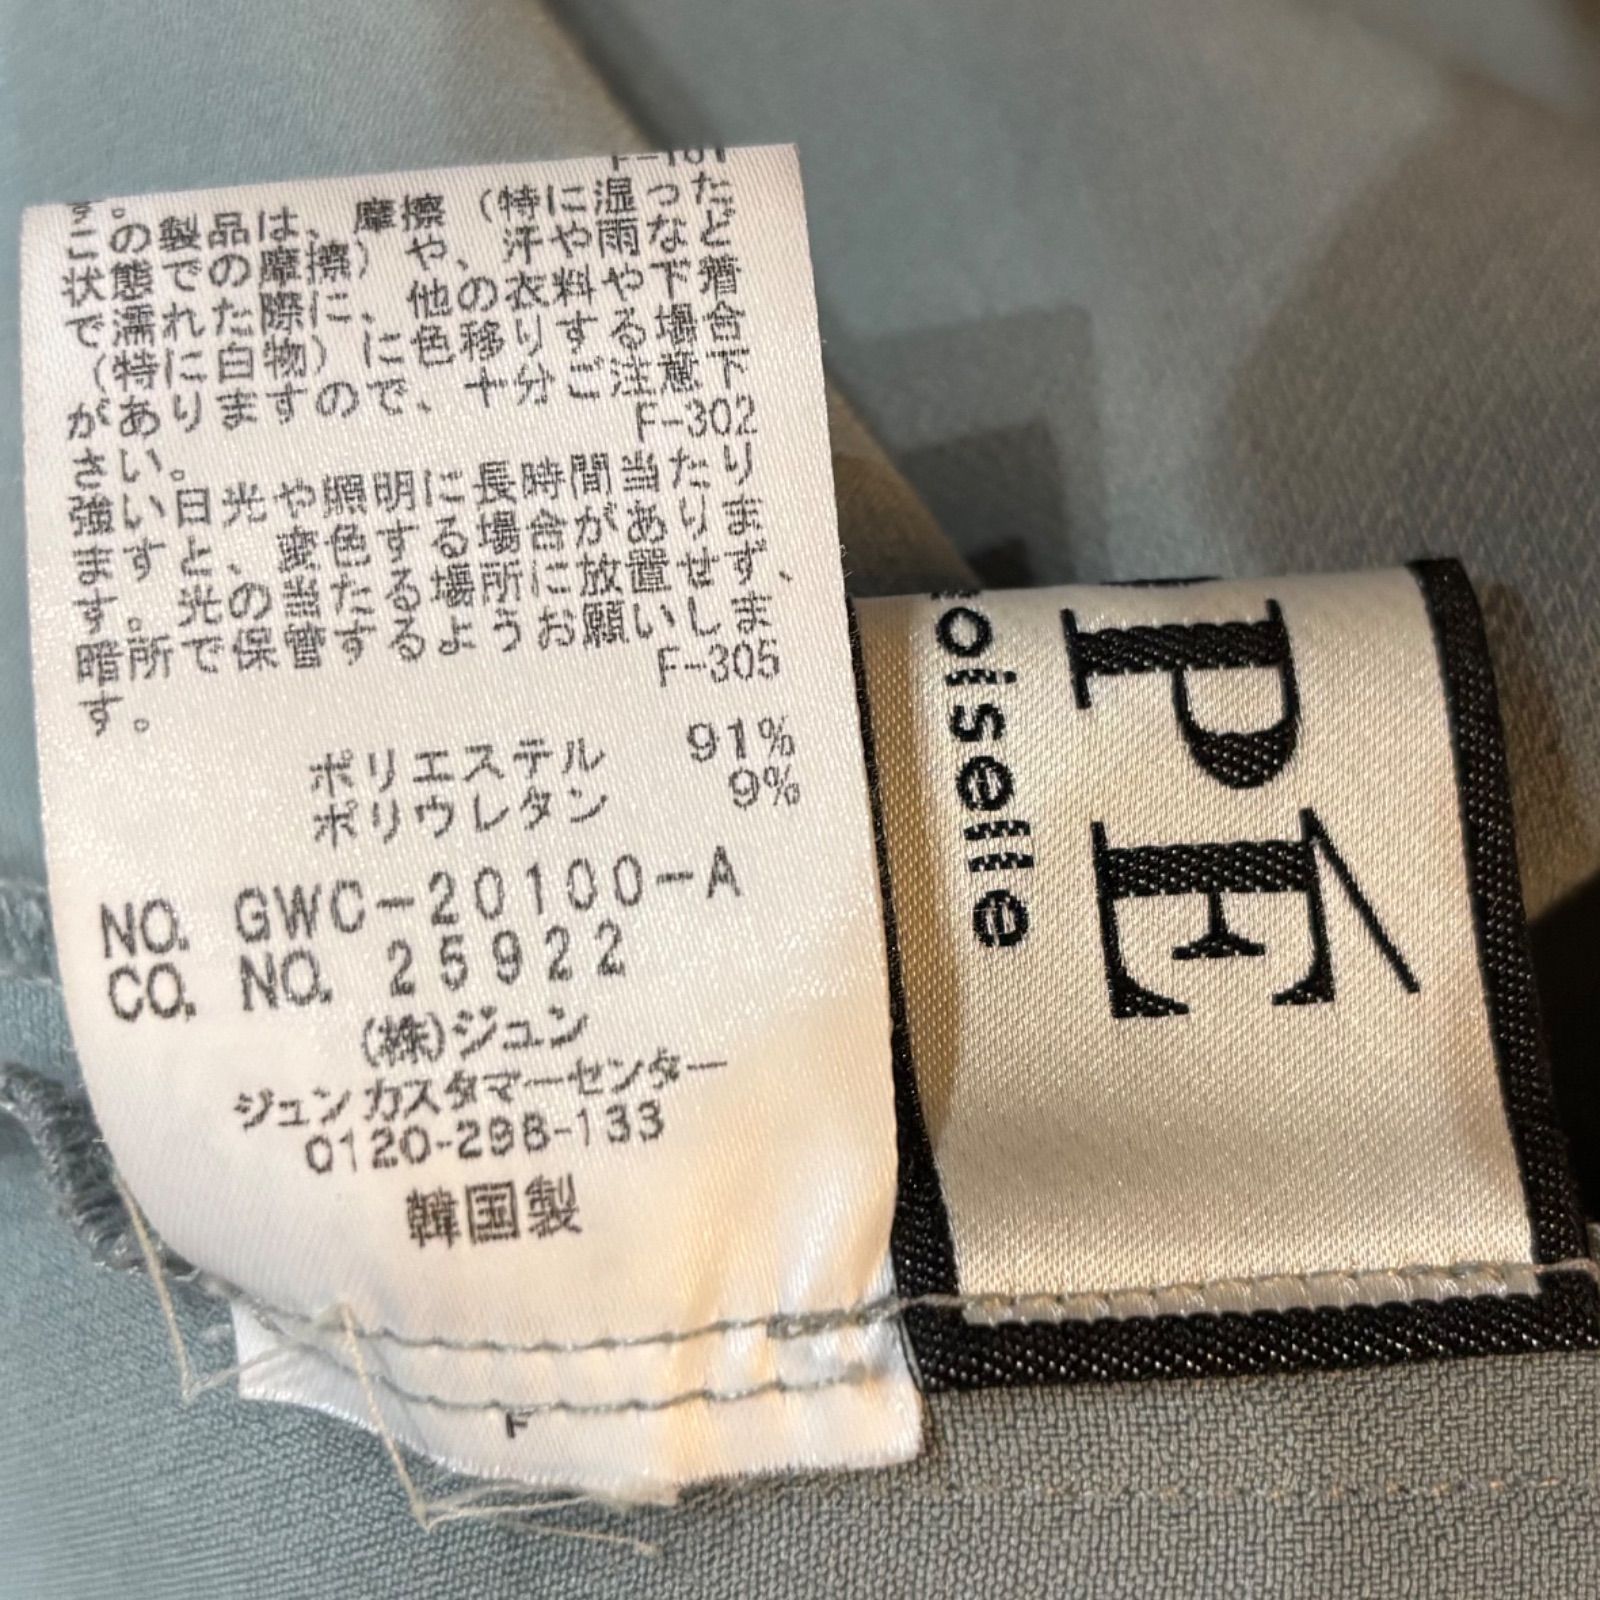 F-101
す。
この製品は、摩擦(特に湿った
状態での摩擦)や、汗や雨など
で濡れた際に、他の衣料や下着
(特に白物)に色移りする場合
がありますので、十分ご注意下
さい。
F-302
強い日光や照明に長時間当たり
ますと、変色する場合がありま
す。光の当たる場所に放置せず、
暗所で保管するようお願いしま
す。
F-305
ポリエステル 91%
ポリウレタン 9%
NO. GWC-20100-A
CO. NO. 25922
(株)ジュン
ジュンカスタマーセンター
0120-298-133
韓国製
F
PÉ
oiselle